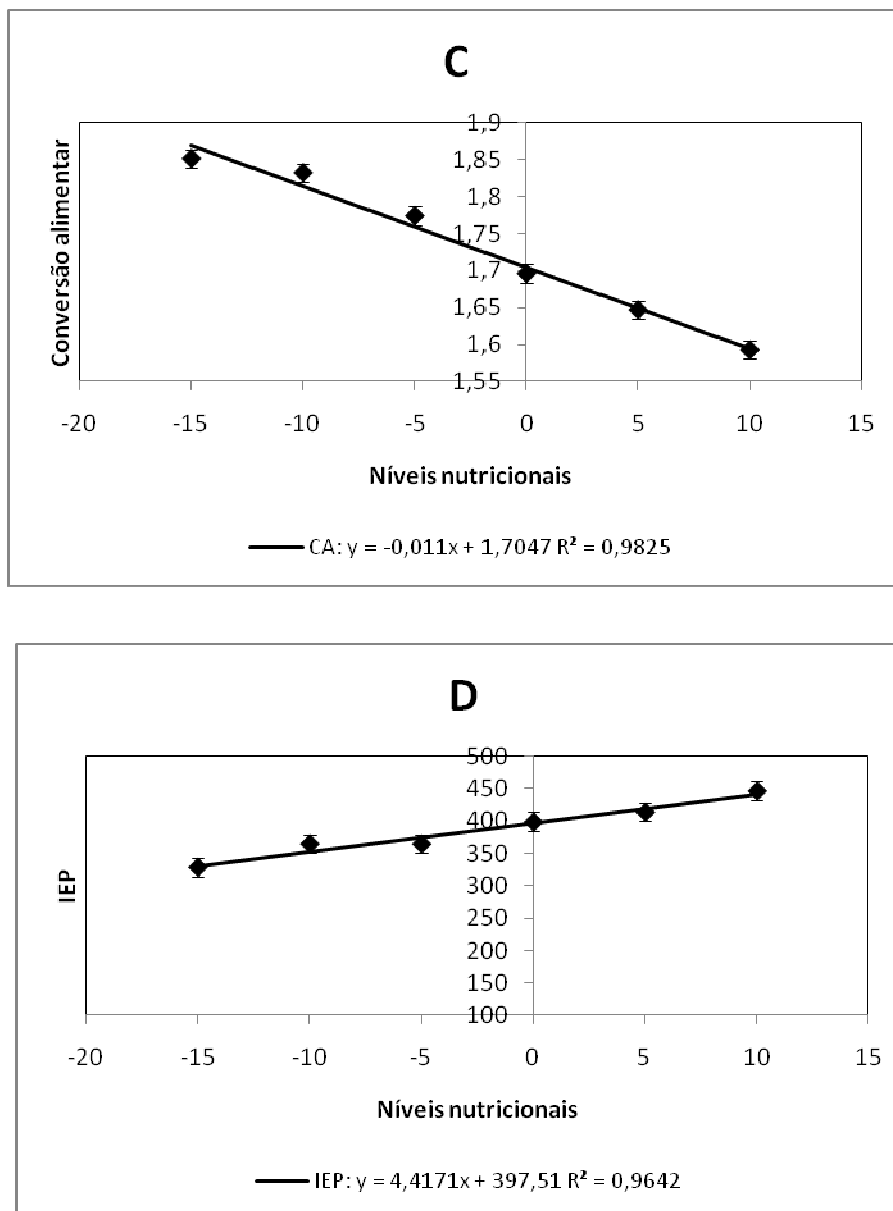 C
Conversão alimentar
1,9
1,85
1,8
1,75
1,7
1,65
1,6
1,55
-20 -15 -10 -5 0 5 10 15
Níveis nutricionais
CA: y = -0,011x + 1,7047 R² = 0,9825
D
IEP
500
450
400
350
300
250
200
150
100
-20 -15 -10 -5 0 5 10 15
Níveis nutricionais
IEP: y = 4,4171x + 397,51 R² = 0,9642